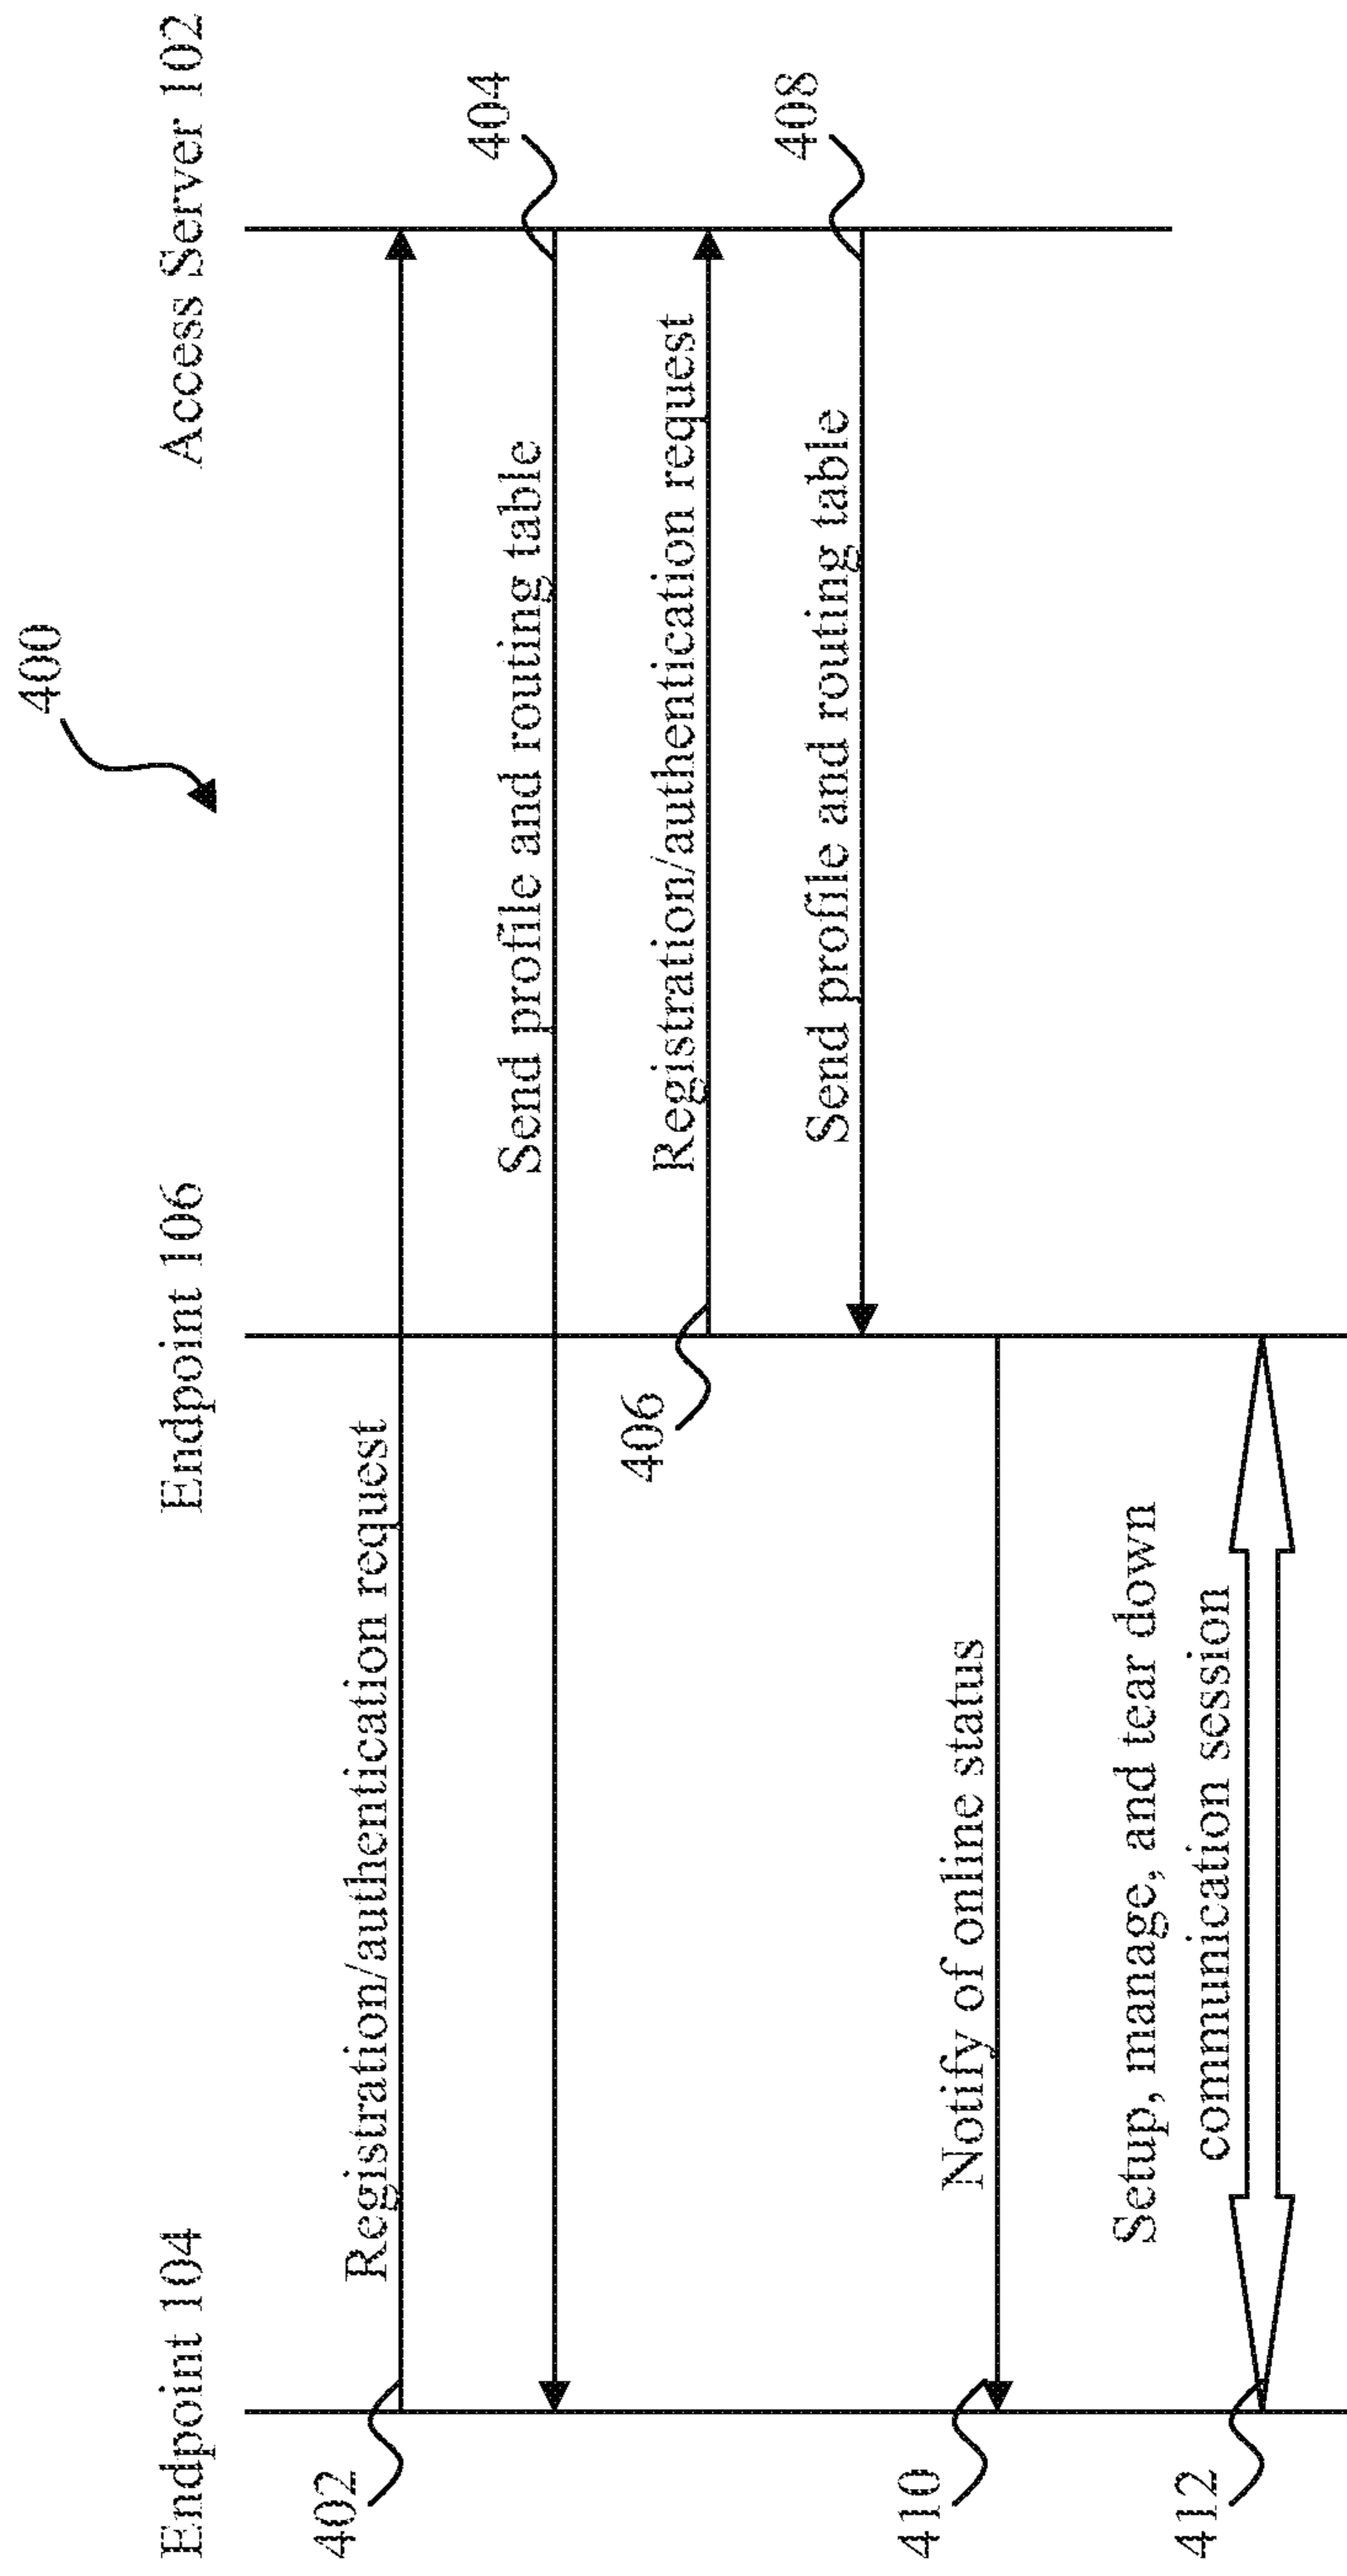 400
Endpoint 104
Endpoint 106
Access Server 102
402
Registration/authentication request
404
Send profile and routing table
406
Registration/authentication request
408
Send profile and routing table
410
Notify of online status
412
Setup, manage, and tear down
communication session